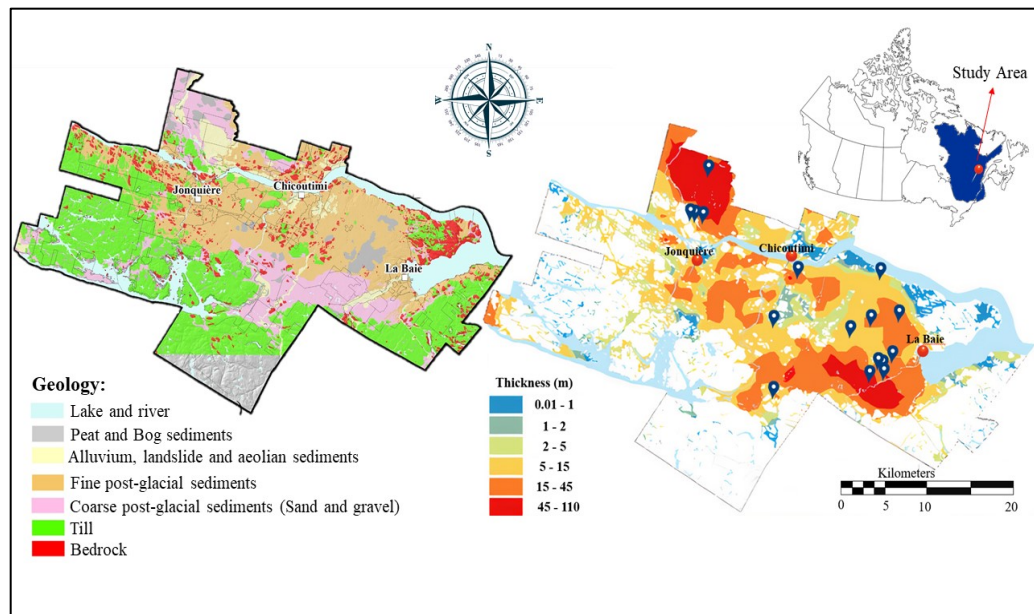 N
W
E
S
Study Area
Jonquière
Chicoutimi
La Baie
Jonquière
Chicoutimi
La Baie
Geology:
Lake and river
Peat and Bog sediments
Alluvium, landslide and aeolian sediments
Fine post-glacial sediments
Coarse post-glacial sediments (Sand and gravel)
Till
Bedrock
Thickness (m)
0.01 - 1
1 - 2
2 - 5
5 - 15
15 - 45
45 - 110
Kilometers
0 5 10 20